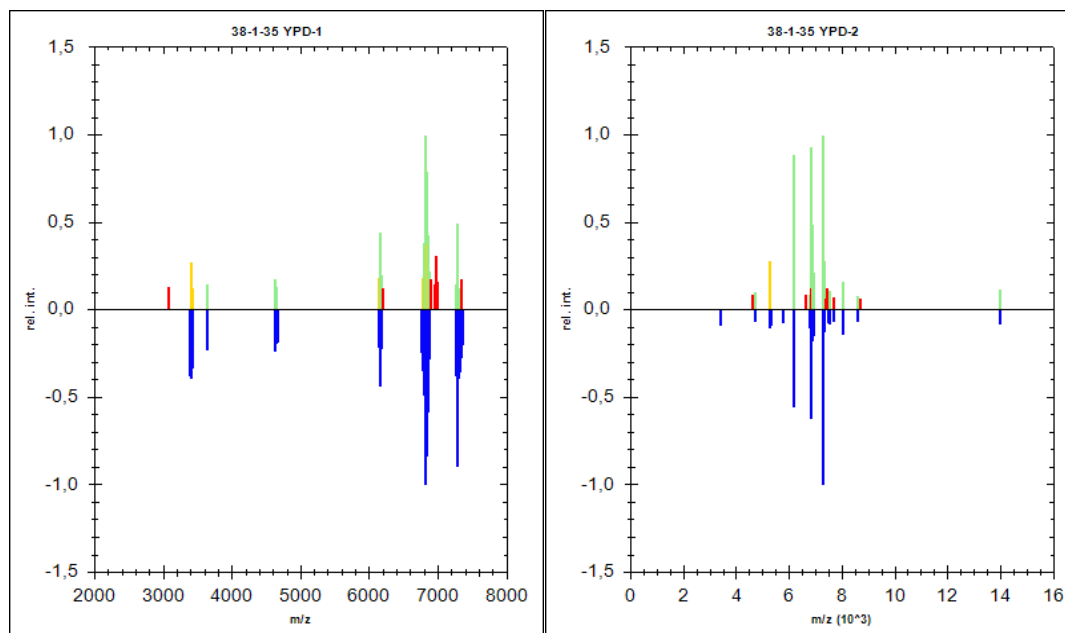 38-1-35 YPD-1
1,5
1,0
0,5
0,0
-0,5
-1,0
-1,5
rel. int.
2000 3000 4000 5000 6000 7000 8000
m/z
38-1-35 YPD-2
1,5
1,0
0,5
0,0
-0,5
-1,0
-1,5
rel. int.
0 2 4 6 8 10 12 14 16
m/z (10^3)